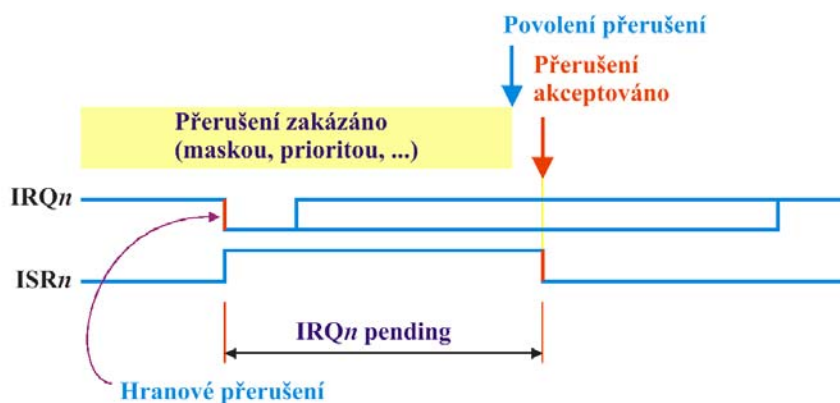 Povolení přerušení
Přerušení
akceptováno
Přerušení zakázáno
(maskou, prioritou, ...)
IRQn
ISRn
IRQn pending
Hranové přerušení